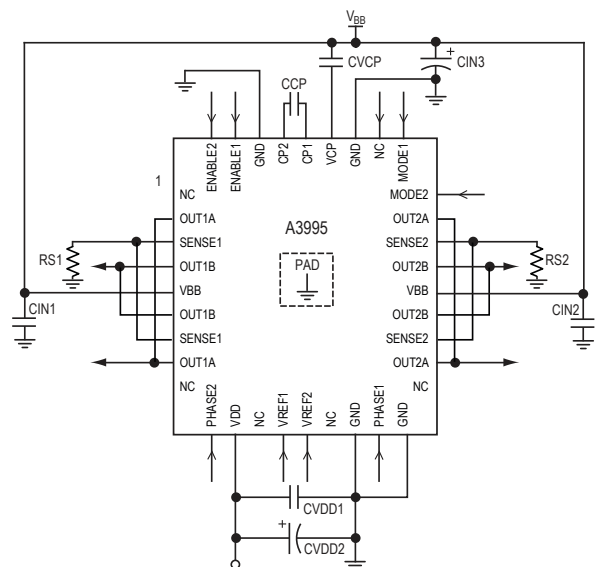 VBB
CVCP
CIN3
+
CCP
ENABLE2
ENABLE1
GND
CP2
CP1
VCP
GND
NC
MODE1
1
NC
MODE2
OUT1A
A3995
OUT2A
SENSE1
SENSE2
RS1
RS2
OUT1B
PAD
OUT2B
VBB
VBB
CIN1
CIN2
OUT1B
OUT2B
SENSE1
SENSE2
OUT1A
OUT2A
NC
NC
PHASE2
VDD
NC
VREF1
VREF2
NC
GND
PHASE1
GND
CVDD1
+
CVDD2